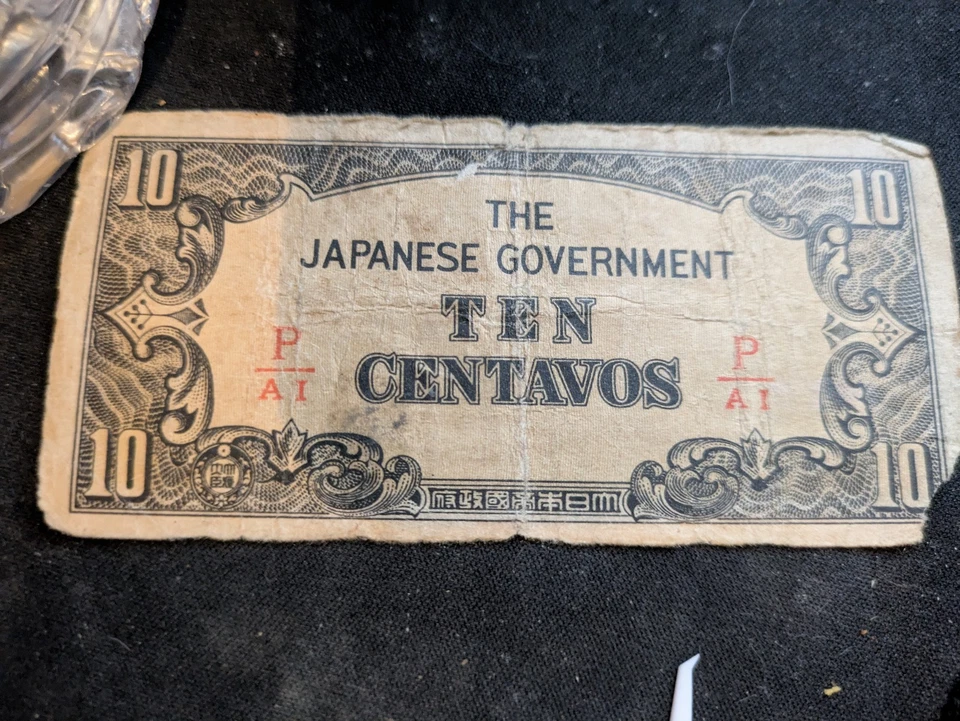 10 10
THE
JAPANESE GOVERNMENT
TEN
CENTAVOS
P
AI
P
AI
10 10
大日本帝國政府